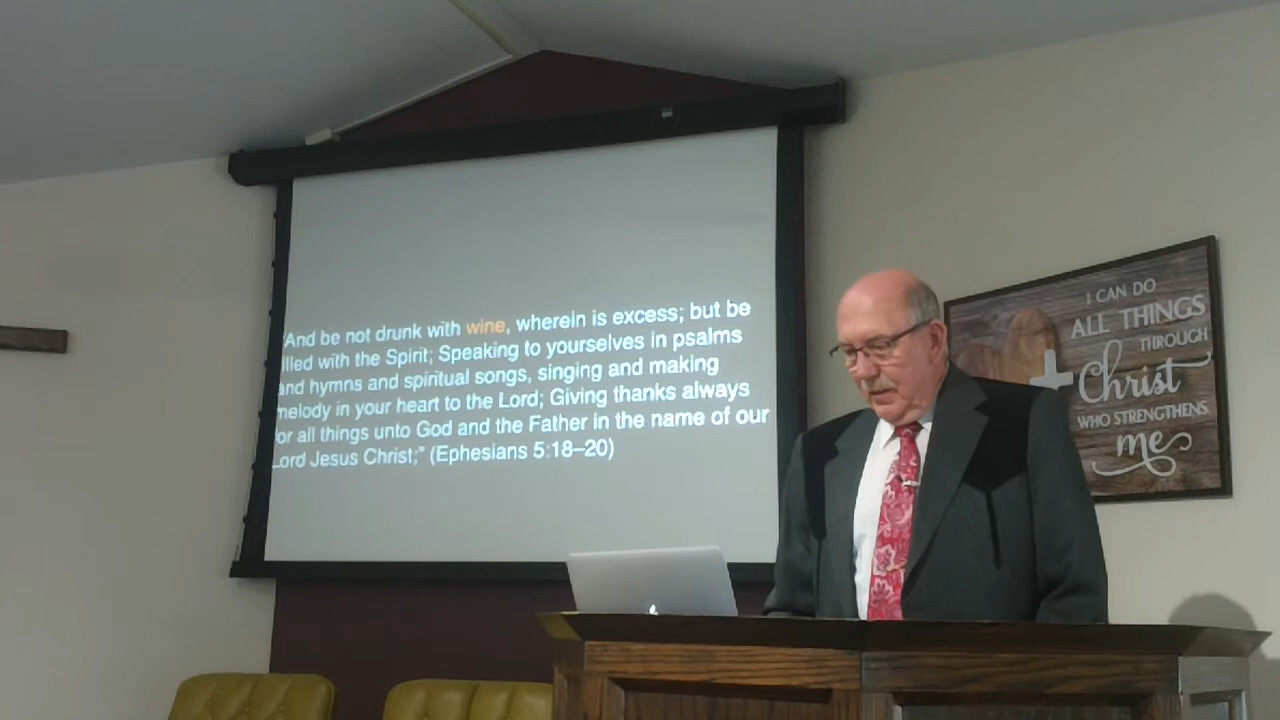 "And be not drunk with wine, wherein is excess; but be
filled with the Spirit; Speaking to yourselves in psalms
and hymns and spiritual songs, singing and making
melody in your heart to the Lord; Giving thanks always
for all things unto God and the Father in the name of our
Lord Jesus Christ;" (Ephesians 5:18–20)
I CAN DO
ALL THINGS
THROUGH
Christ
WHO STRENGTHENS
me